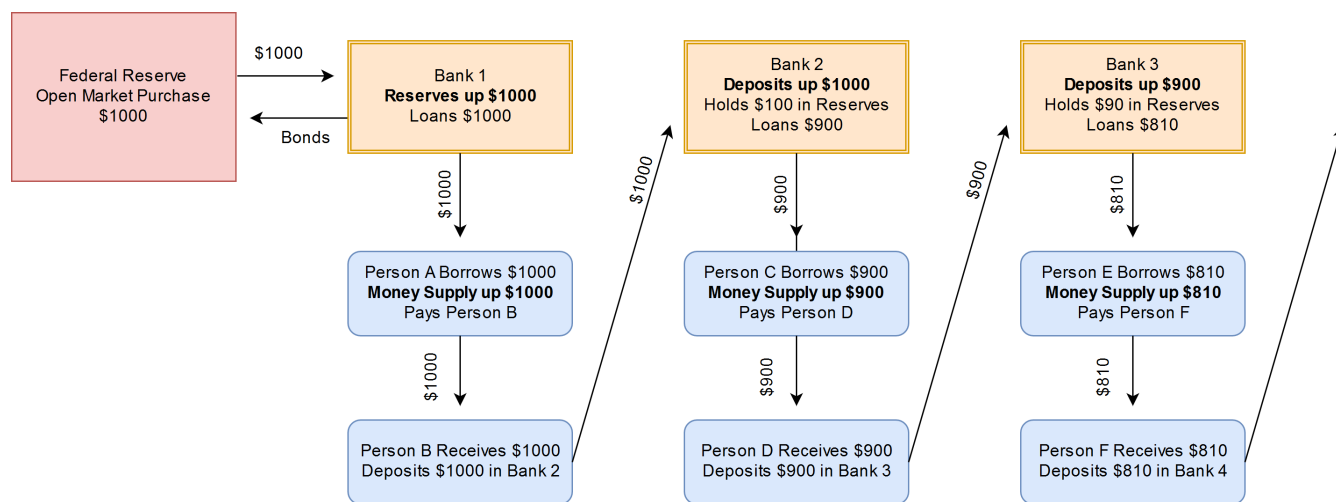 Federal Reserve
Open Market Purchase
$1000
$1000
Bonds
Bank 1
Reserves up $1000
Loans $1000
$1000
Person A Borrows $1000
Money Supply up $1000
Pays Person B
$1000
Person B Receives $1000
Deposits $1000 in Bank 2
$1000
Bank 2
Deposits up $1000
Holds $100 in Reserves
Loans $900
$900
Person C Borrows $900
Money Supply up $900
Pays Person D
$900
Person D Receives $900
Deposits $900 in Bank 3
$900
Bank 3
Deposits up $900
Holds $90 in Reserves
Loans $810
$810
Person E Borrows $810
Money Supply up $810
Pays Person F
$810
Person F Receives $810
Deposits $810 in Bank 4